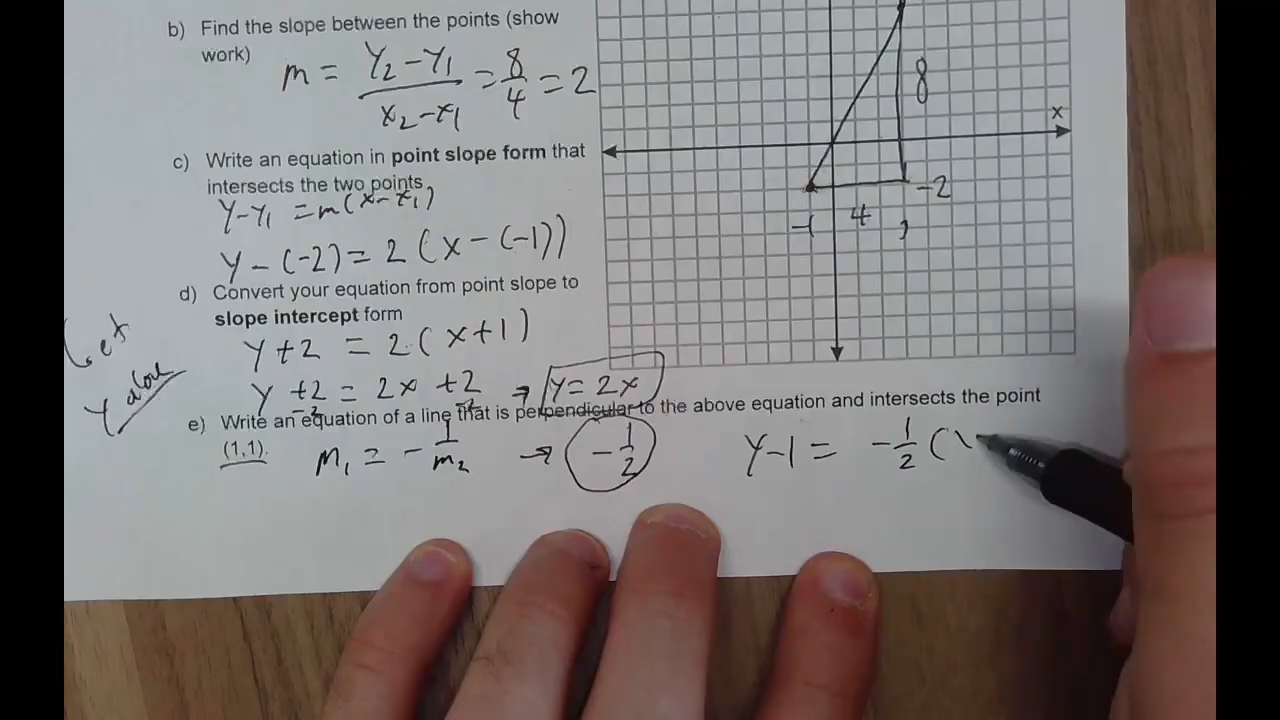 b) Find the slope between the points (show
work)
m = Y₂ - Y₁ / x₂ - x₁ = 8/4 = 2
8
x
c) Write an equation in point slope form that
intersects the two points
Y - Y₁ = m(x - x₁)
-2
-1 4 3
Y - (-2) = 2(x - (-1))
d) Convert your equation from point slope to
slope intercept form
Y + 2 = 2(x + 1)
Get
Y alone
Y + 2 = 2x + 2 → Y = 2x
-2 -2
e) Write an equation of a line that is perpendicular to the above equation and intersects the point
(1,1). m₁ = - 1/m₂ → - 1/2 Y - 1 = - 1/2 (